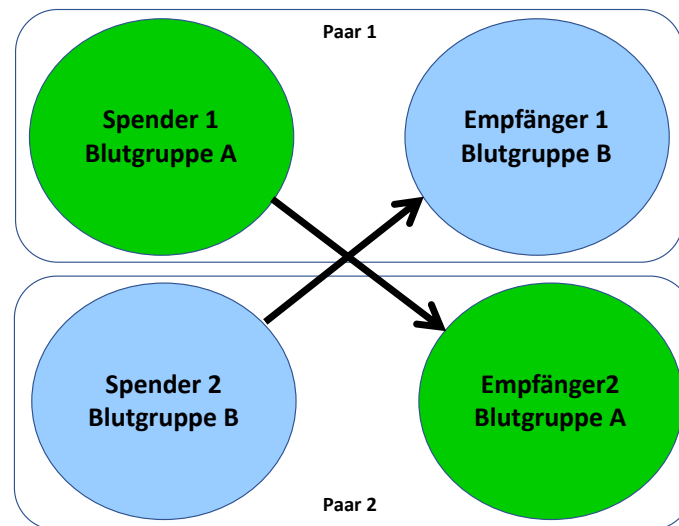 Paar 1
Spender 1
Blutgruppe A
Empfänger 1
Blutgruppe B
Spender 2
Blutgruppe B
Empfänger2
Blutgruppe A
Paar 2